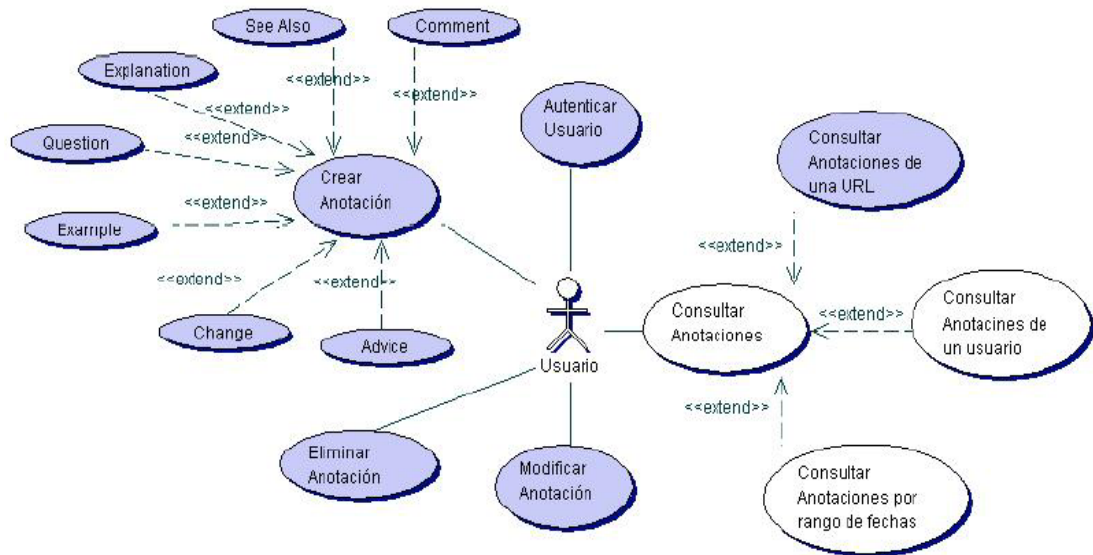 See Also
Comment
Explanation
<<extend>>
<<extend>>
<<extend>>
Question
<<extend>>
Autenticar
Usuario
Consultar
Anotaciones de
una URL
Crear
Anotación
Example
<<extend>>
<<extend>>
<<extend>>
Change
Advice
Usuario
<<extend>>
Consultar
Anotaciones
<<extend>>
Consultar
Anotacines de
un usuario
<<extend>>
Eliminar
Anotación
Modificar
Anotación
Consultar
Anotaciones por
rango de fechas